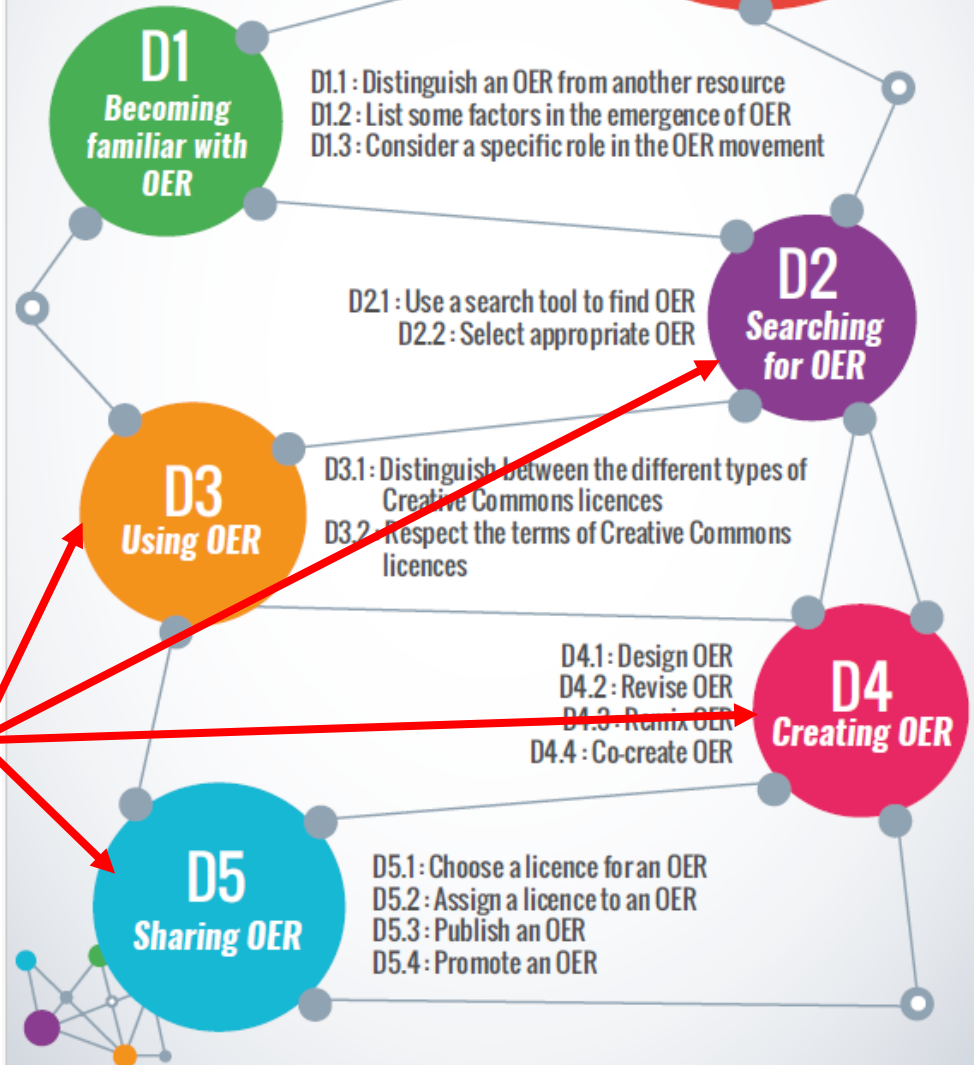 D1
Becoming
familiar with
OER
D1.1 : Distinguish an OER from another resource
D1.2 : List some factors in the emergence of OER
D1.3 : Consider a specific role in the OER movement
D2
Searching
for OER
D2.1 : Use a search tool to find OER
D2.2 : Select appropriate OER
D3
Using OER
D3.1 : Distinguish between the different types of
Creative Commons licences
D3.2 : Respect the terms of Creative Commons
licences
D4
Creating OER
D4.1 : Design OER
D4.2 : Revise OER
D4.3 : Remix OER
D4.4 : Co-create OER
D5
Sharing OER
D5.1 : Choose a licence for an OER
D5.2 : Assign a licence to an OER
D5.3 : Publish an OER
D5.4 : Promote an OER